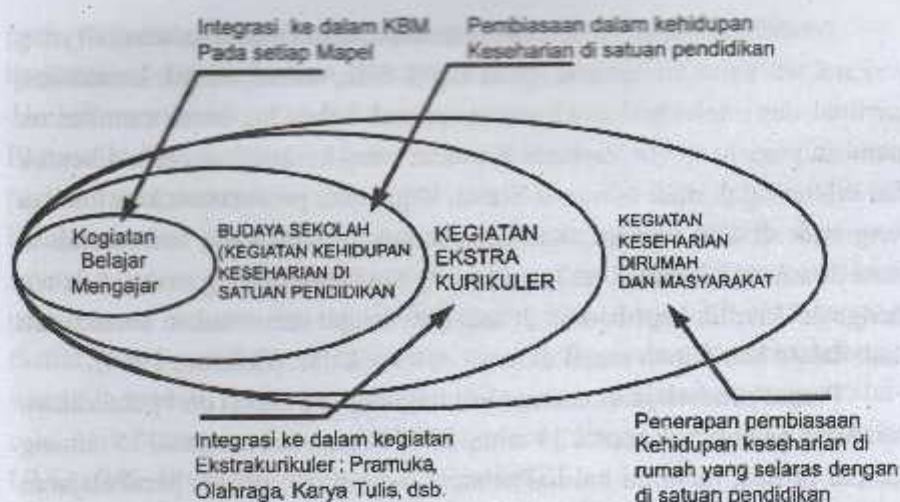 Integrasi ke dalam KBM
Pada setiap Mapel
Pembiasaan dalam kehidupan
Keseharian di satuan pendidikan
Kegiatan
Belajar
Mengajar
BUDAYA SEKOLAH
(KEGIATAN KEHIDUPAN
KESEHARIAN DI
SATUAN PENDIDIKAN
KEGIATAN
EKSTRA
KURIKULER
KEGIATAN
KESEHARIAN
DIRUMAH
DAN MASYARAKAT
Integrasi ke dalam kegiatan
Ekstrakurikuler : Pramuka,
Olahraga, Karya Tulis, dsb.
Penerapan pembiasaan
Kehidupan keseharian di
rumah yang selaras dengan
di satuan pendidikan